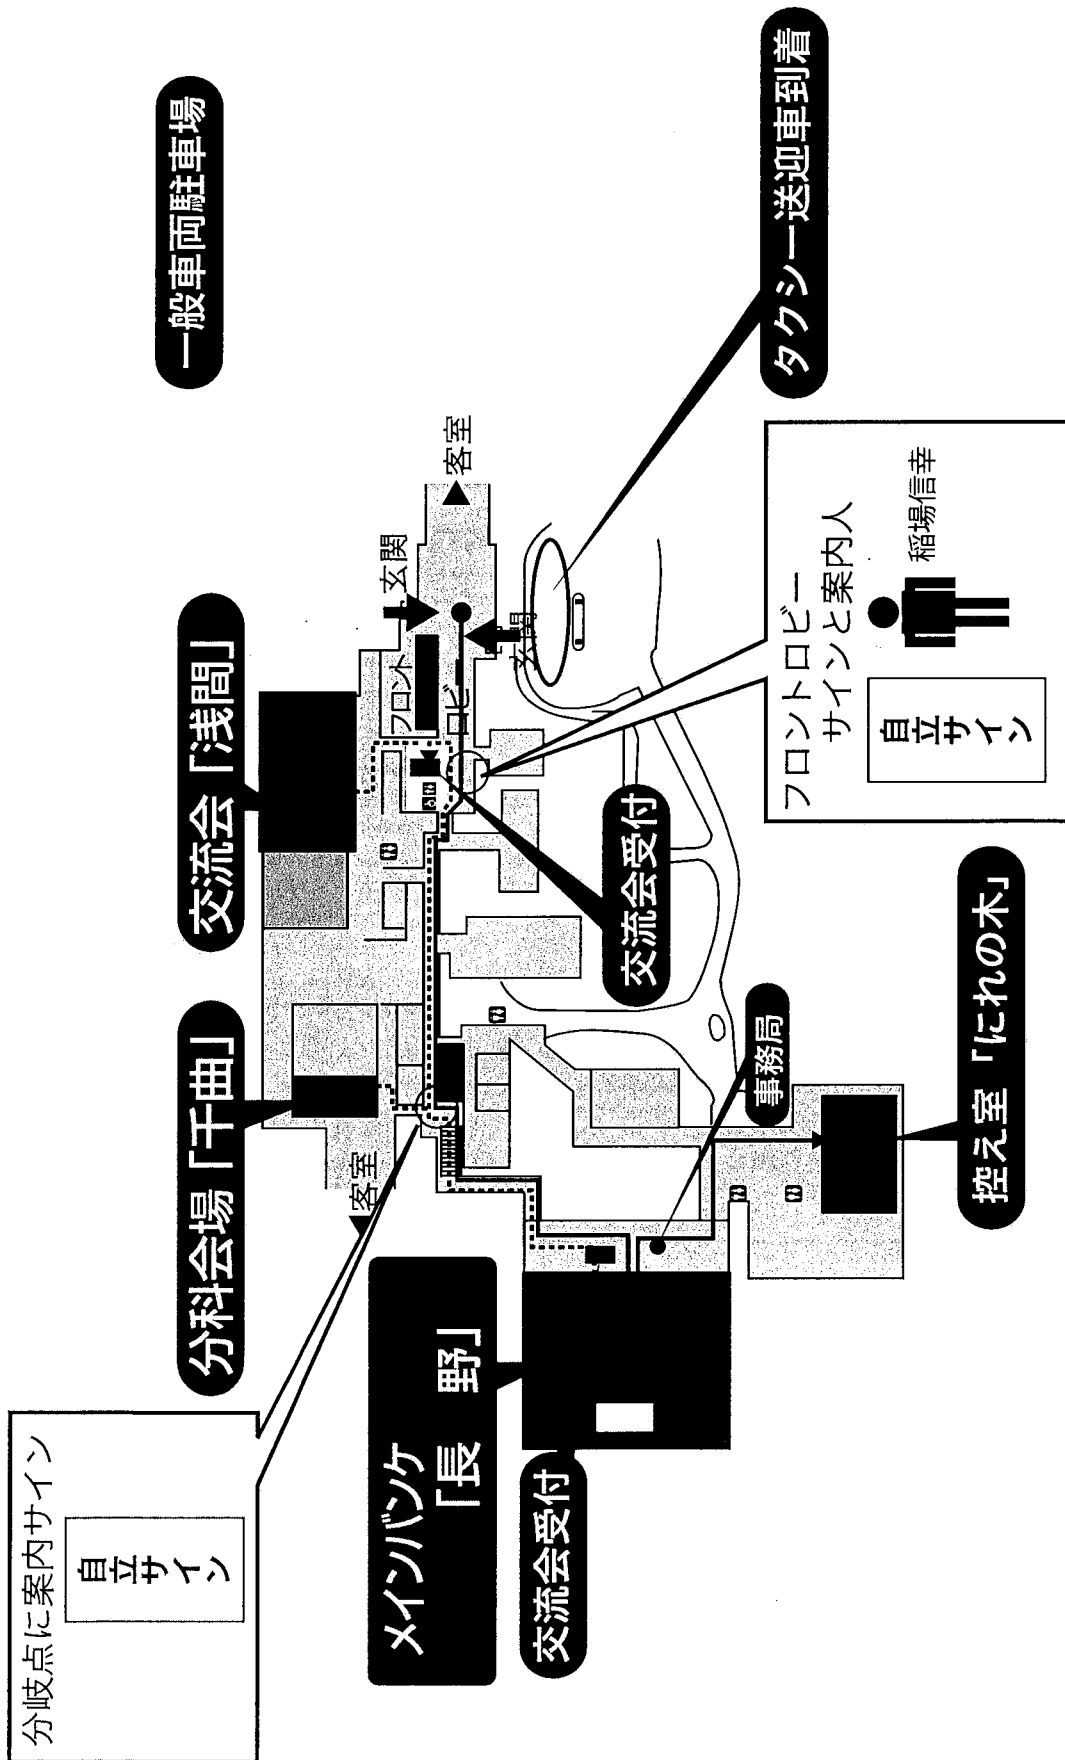 分岐点に案内サイン
自立
サイン
メインバンケ
「長　野」
交流会受付
分科会場「千曲」
客室
交流会「浅間」
フロント
ロビー
玄関
玄関
客室
交流会受付
事務局
控え室「にれの木」
フロントロビー
サインと案内人
自立
サイン
稲場信幸
一般車両駐車場
タクシー送迎車到着